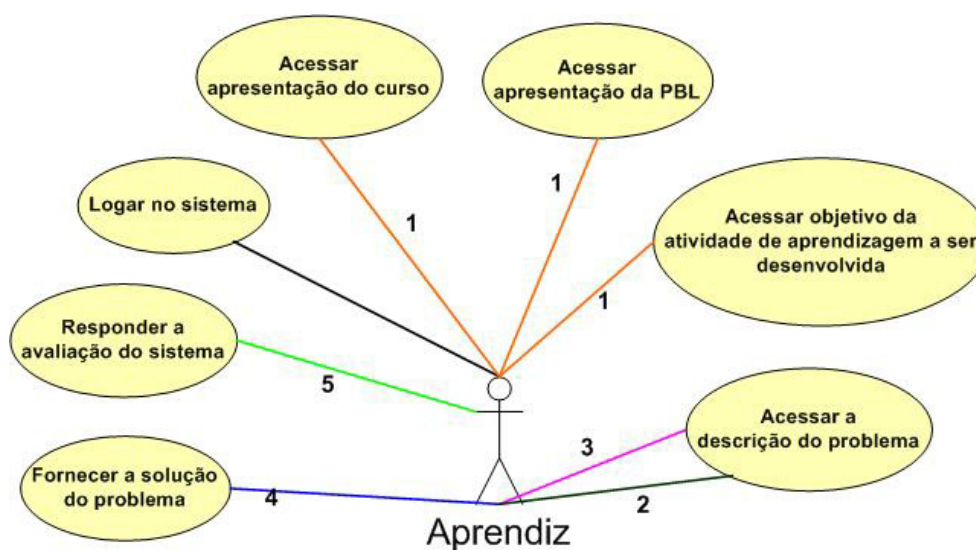 Acessar
apresentação do curso
Acessar
apresentação da PBL
Logar no sistema
1
1
Acessar objetivo da
atividade de aprendizagem a ser
desenvolvida
1
Responder a
avaliação do sistema
5
Acessar a
descrição do problema
3
Fornecer a solução
do problema
4
2
Aprendiz